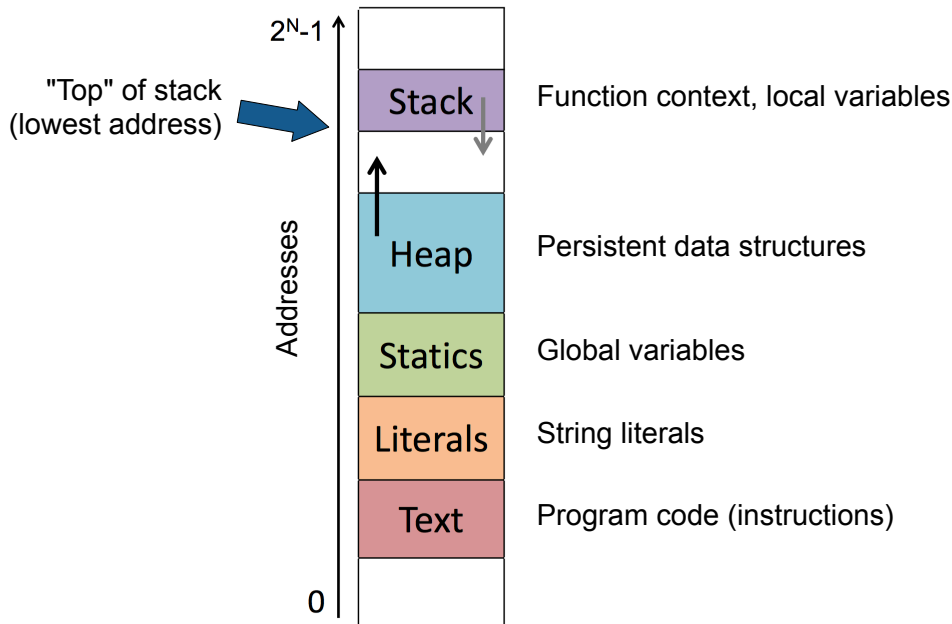 2ᴺ-1
"Top" of stack
(lowest address)
Stack
Function context, local variables
Addresses
Heap
Persistent data structures
Statics
Global variables
Literals
String literals
Text
Program code (instructions)
0